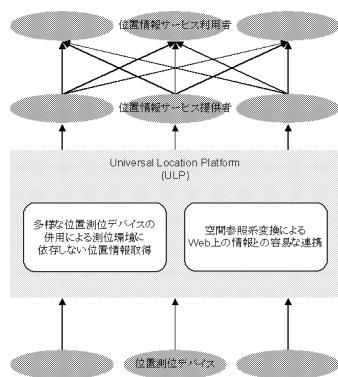 位置情報サービス利用者
位置情報サービス提供者
Universal Location Platform
(ULP)
多様な位置測位デバイスの
併用による測位環境に
依存しない位置情報取得
空間参照系変換による
Web上の情報との容易な連携
位置測位デバイス